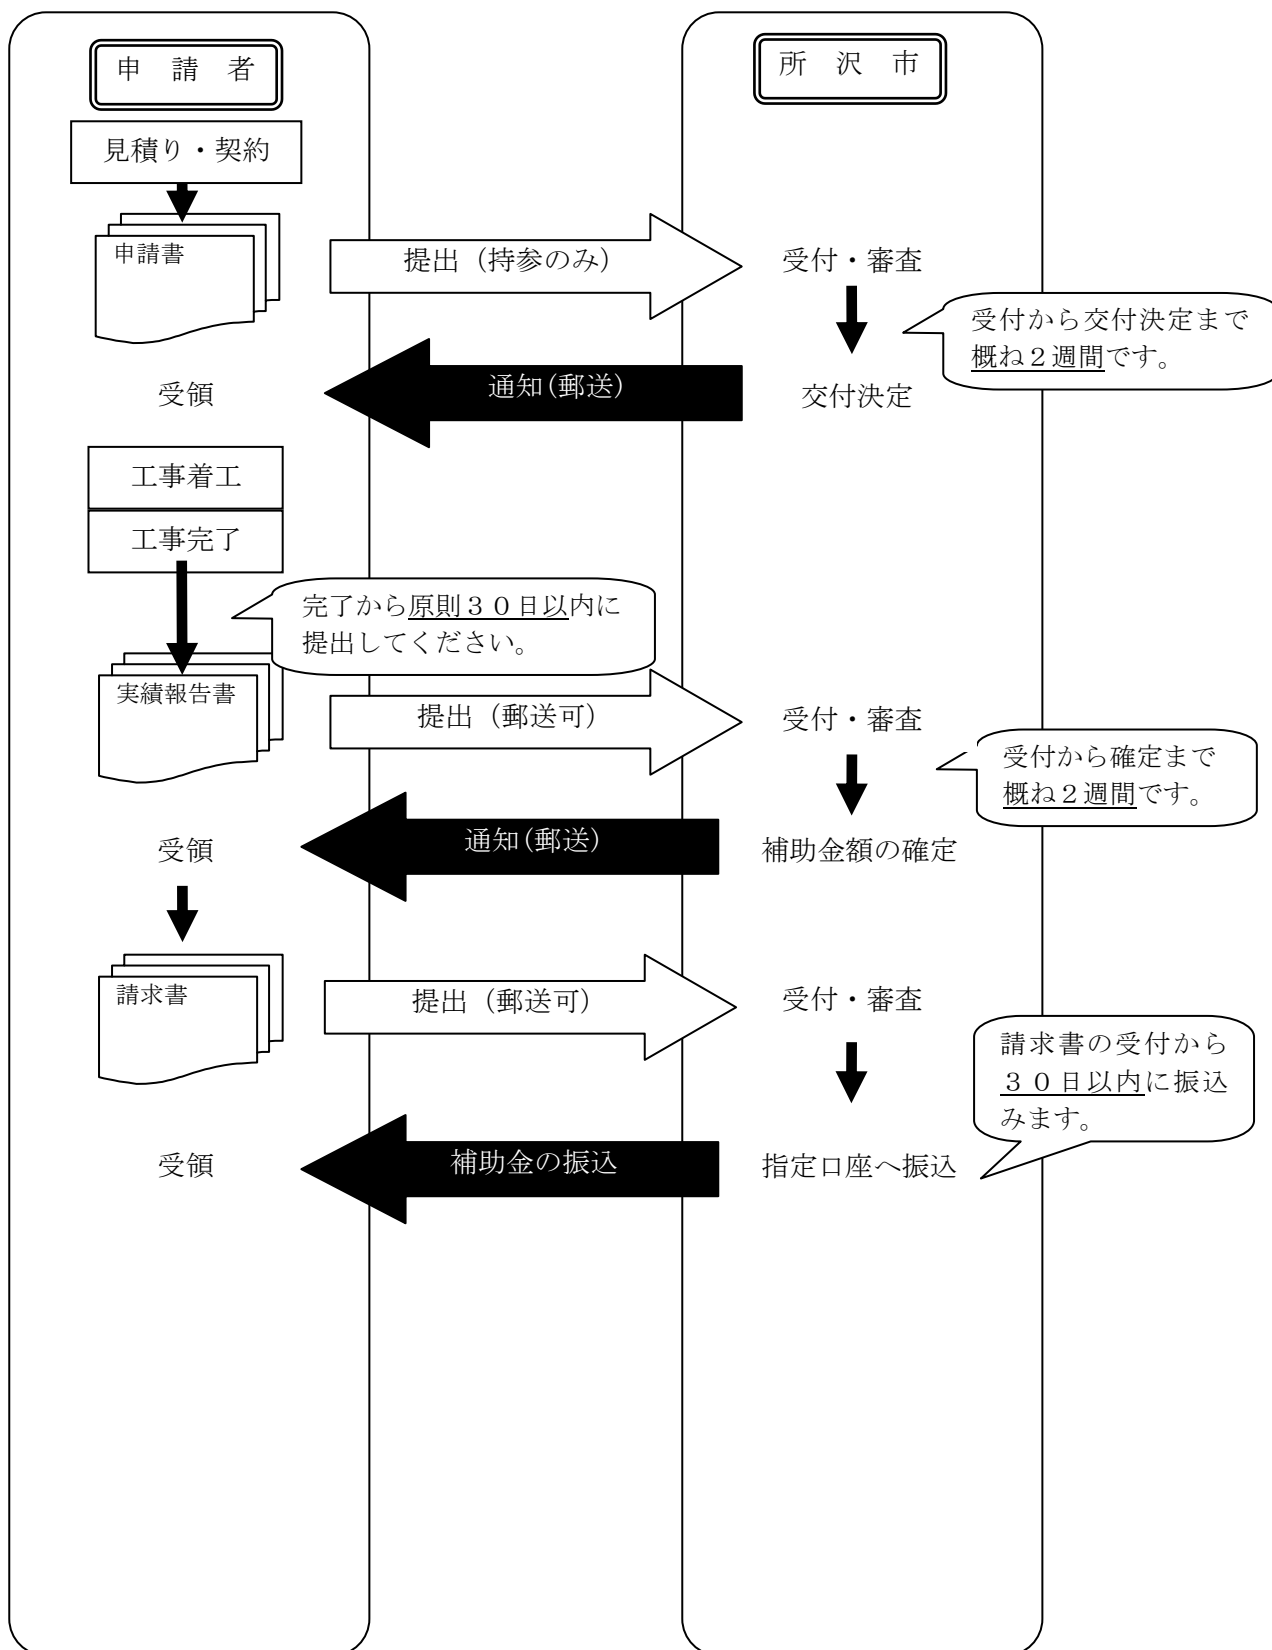 申　請　者
所　沢　市
見積り・契約
申請書
提出（持参のみ）
受付・審査
受付から交付決定まで
概ね２週間です。
受領
通知(郵送)
交付決定
工事着工
工事完了
完了から原則３０日以内に
提出してください。
実績報告書
提出（郵送可）
受付・審査
受付から確定まで
概ね２週間です。
受領
通知(郵送)
補助金額の確定
請求書
提出（郵送可）
受付・審査
請求書の受付から
３０日以内に振込
みます。
受領
補助金の振込
指定口座へ振込